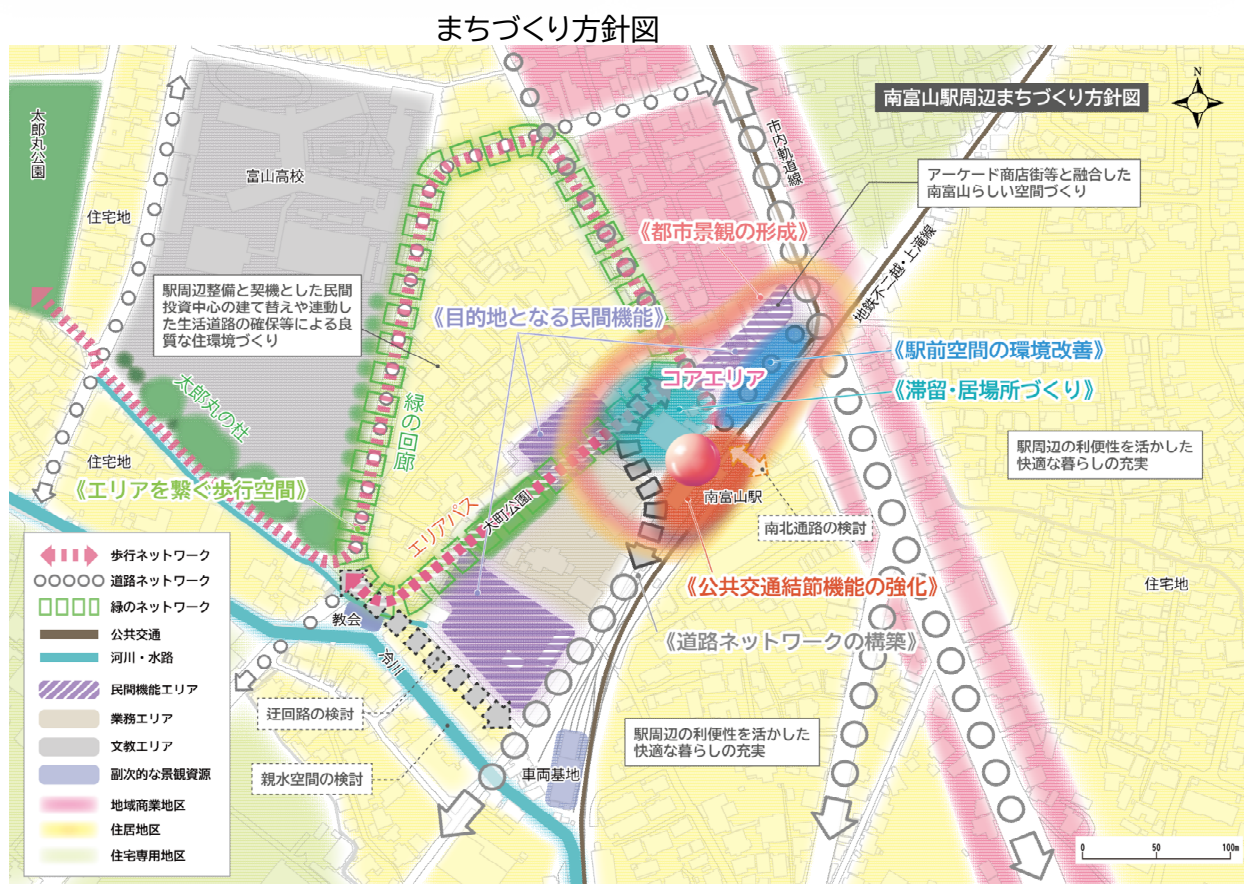 まちづくり方針図
南富山駅周辺まちづくり方針図
N
太郎丸公園
富山高校
住宅地
市内軌道線
アーケード商店街等と融合した
南富山らしい空間づくり
《都市景観の形成》
地鉄不二越・上滝線
駅周辺整備と契機とした民間
投資中心の建て替えや連動し
た生活道路の確保等による良
質な住環境づくり
《目的地となる民間機能》
《駅前空間の環境改善》
コアエリア
《滞留・居場所づくり》
太郎丸の杜
緑の回廊
駅周辺の利便性を活かした
快適な暮らしの充実
住宅地
《エリアを繋ぐ歩行空間》
エリアパス
大町公園
南富山駅
南北通路の検討
《公共交通結節機能の強化》
住宅地
《道路ネットワークの構築》
教会
冷川
迂回路の検討
駅周辺の利便性を活かした
快適な暮らしの充実
親水空間の検討
車両基地
歩行ネットワーク
道路ネットワーク
緑のネットワーク
公共交通
河川・水路
民間機能エリア
業務エリア
文教エリア
副次的な景観資源
地域商業地区
住居地区
住宅専用地区
0 50 100m